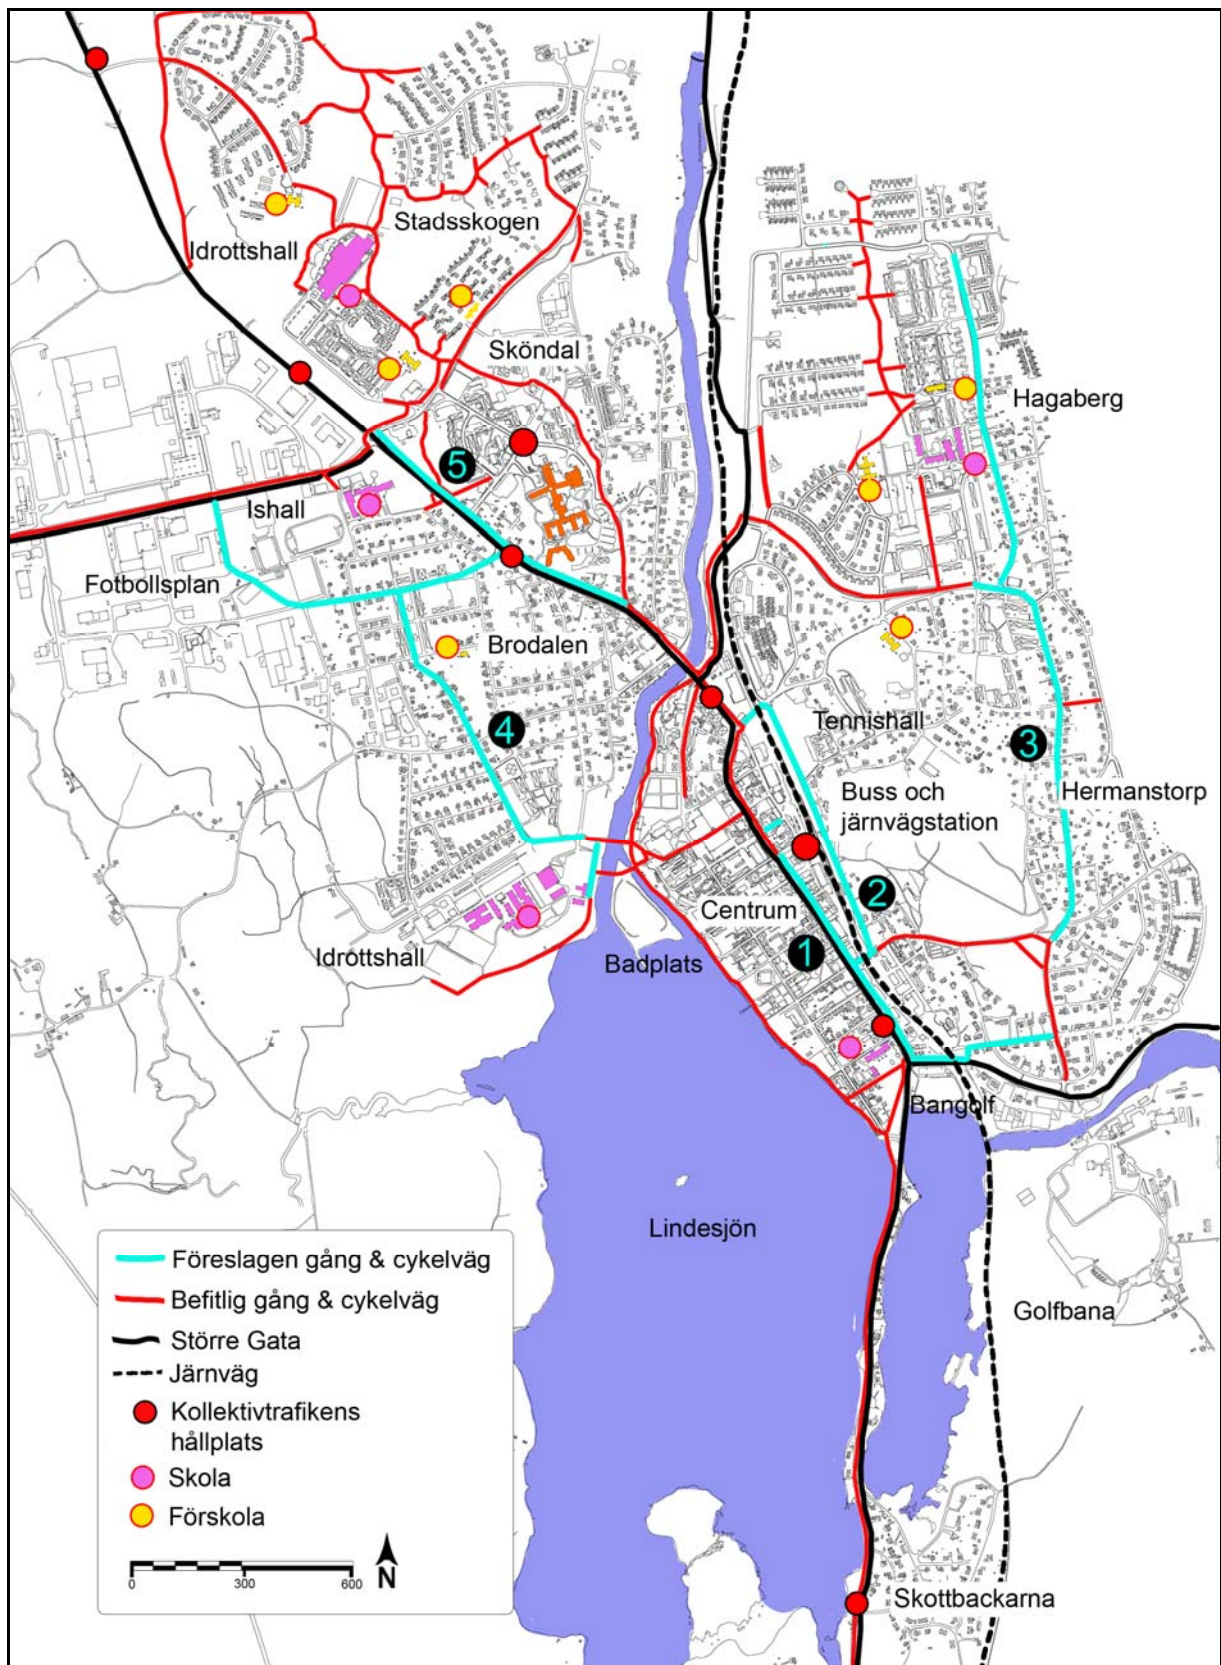 Stadsskogen
Idrottshall
Sköndal
Hagaberg
5
Ishall
Fotbollsplan
Brodalen
4
Tennishall
3
Buss och
järnvägstation
Hermanstorp
2
Centrum
1
Idrottshall
Badplats
Bangolf
Lindesjön
Golfbana
Föreslagen gång & cykelväg
Befitlig gång & cykelväg
Större Gata
Järnväg
Kollektivtrafikens
hållplats
Skola
Förskola
0 300 600
N
Skottbackarna